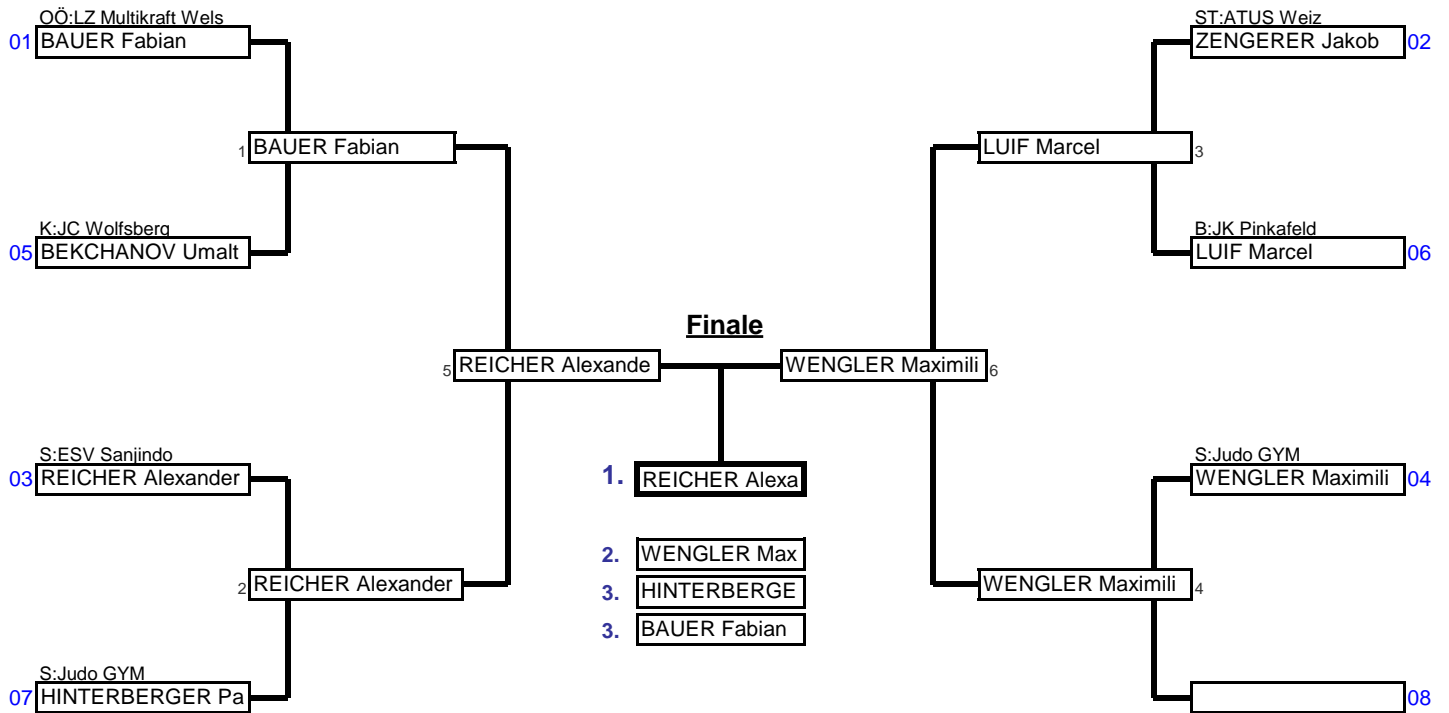 OÖ:LZ Multikraft Wels
01 BAUER Fabian
ST:ATUS Weiz
ZENGERER Jakob 02
1 BAUER Fabian
LUIF Marcel 3
K:JC Wolfsberg
05 BEKCHANOV Umalt
B:JK Pinkafeld
LUIF Marcel 06
Finale
5 REICHER Alexande
WENGLER Maximili 6
S:ESV Sanjindo
03 REICHER Alexander
1. REICHER Alexa
S:Judo GYM
WENGLER Maximili 04
2. WENGLER Max
2 REICHER Alexander
3. HINTERBERGE
WENGLER Maximili 4
3. BAUER Fabian
S:Judo GYM
07 HINTERBERGER Pa
08